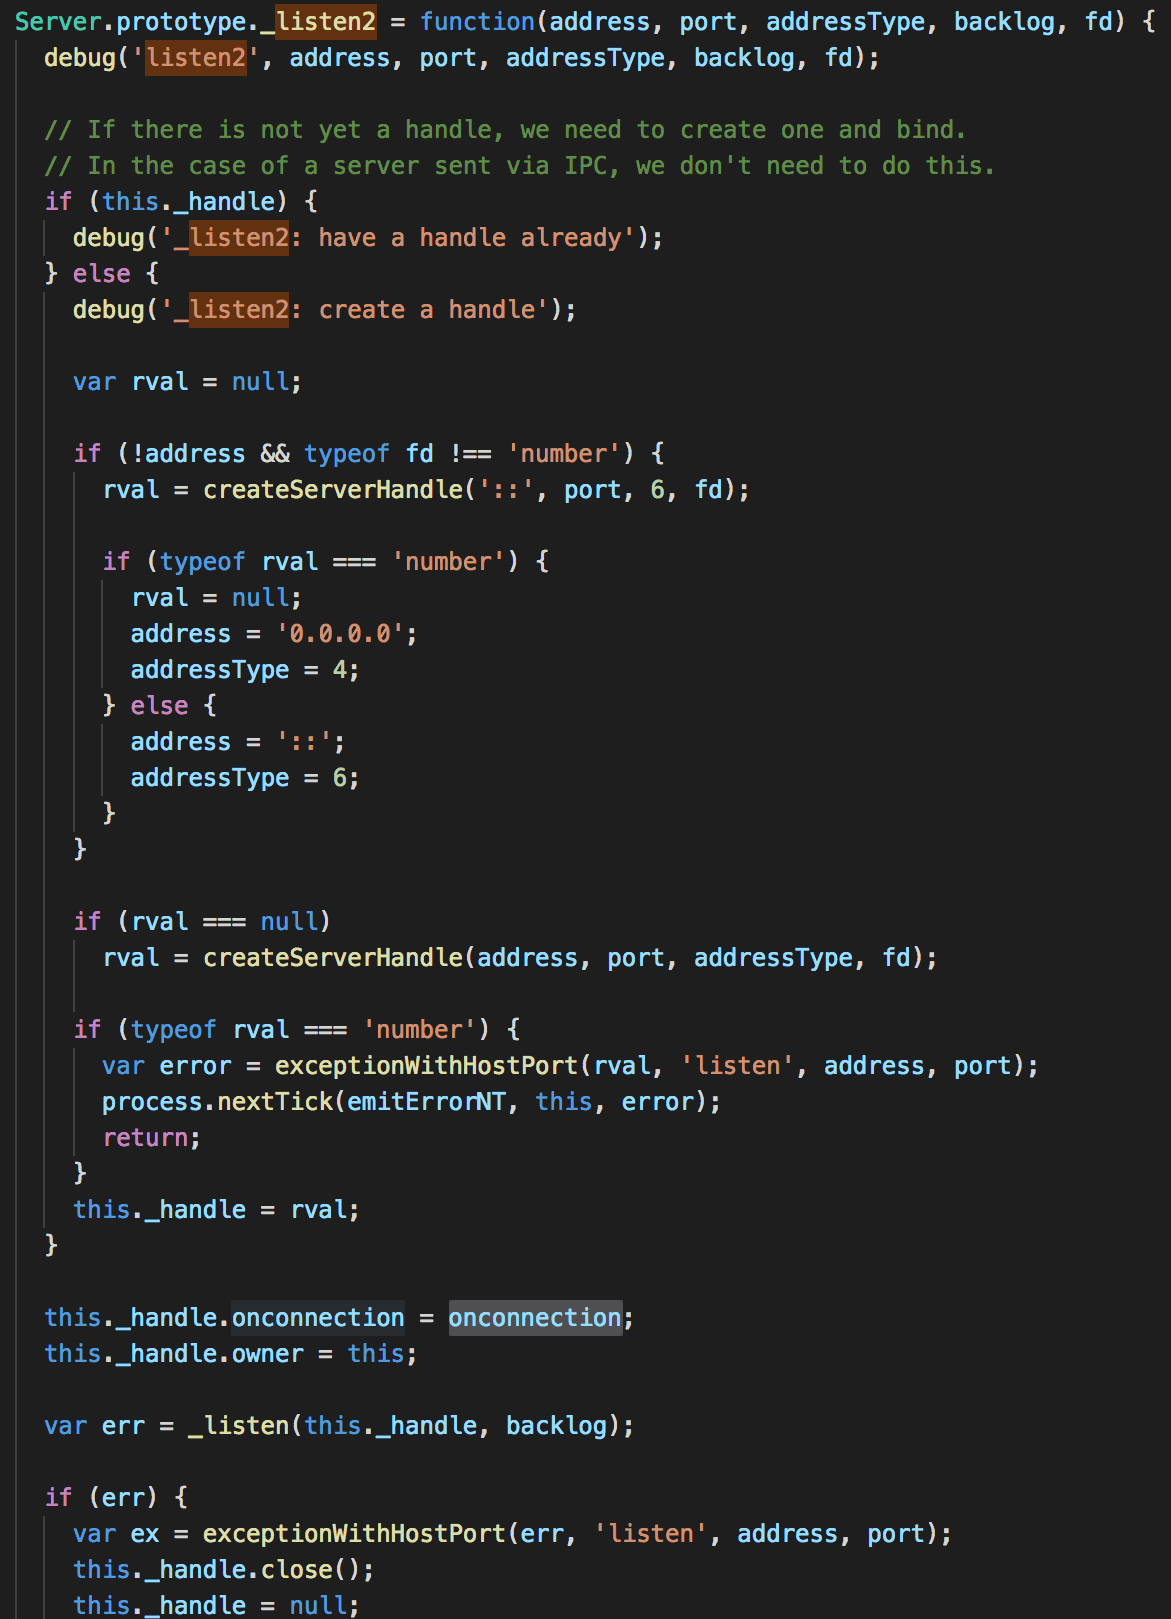 Server.prototype._listen2 = function(address, port, addressType, backlog, fd) {
  debug('listen2', address, port, addressType, backlog, fd);

  // If there is not yet a handle, we need to create one and bind.
  // In the case of a server sent via IPC, we don't need to do this.
  if (this._handle) {
    debug('_listen2: have a handle already');
  } else {
    debug('_listen2: create a handle');

    var rval = null;

    if (!address && typeof fd !== 'number') {
      rval = createServerHandle('::', port, 6, fd);

      if (typeof rval === 'number') {
        rval = null;
        address = '0.0.0.0';
        addressType = 4;
      } else {
        address = '::';
        addressType = 6;
      }
    }

    if (rval === null)
      rval = createServerHandle(address, port, addressType, fd);

    if (typeof rval === 'number') {
      var error = exceptionWithHostPort(rval, 'listen', address, port);
      process.nextTick(emitErrorNT, this, error);
      return;
    }
    this._handle = rval;
  }

  this._handle.onconnection = onconnection;
  this._handle.owner = this;

  var err = _listen(this._handle, backlog);

  if (err) {
    var ex = exceptionWithHostPort(err, 'listen', address, port);
    this._handle.close();
    this._handle = null;